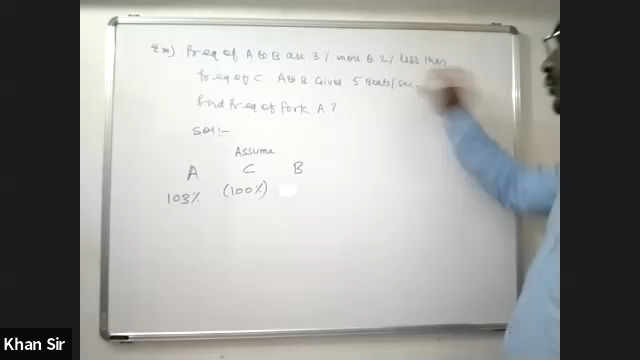 Ex) Freq of A & B are 3% more & 2% less than
freq of C A & B Gives 5 Beats/sec.
find freq of fork A ?
Sol:-
Assume
A C B
103% (100%)
Khan Sir